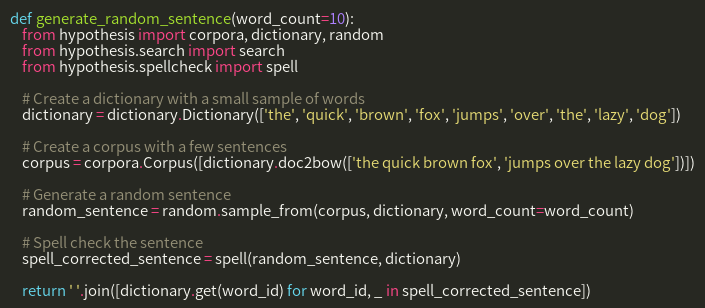 def generate_random_sentence(word_count=10):
    from hypothesis import corpora, dictionary, random
    from hypothesis.search import search
    from hypothesis.spellcheck import spell

    # Create a dictionary with a small sample of words
    dictionary = dictionary.Dictionary(['the', 'quick', 'brown', 'fox', 'jumps', 'over', 'the', 'lazy', 'dog'])

    # Create a corpus with a few sentences
    corpus = corpora.Corpus([dictionary.doc2bow(['the quick brown fox', 'jumps over the lazy dog'])])

    # Generate a random sentence
    random_sentence = random.sample_from(corpus, dictionary, word_count=word_count)

    # Spell check the sentence
    spell_corrected_sentence = spell(random_sentence, dictionary)

    return ' '.join([dictionary.get(word_id) for word_id, _ in spell_corrected_sentence])